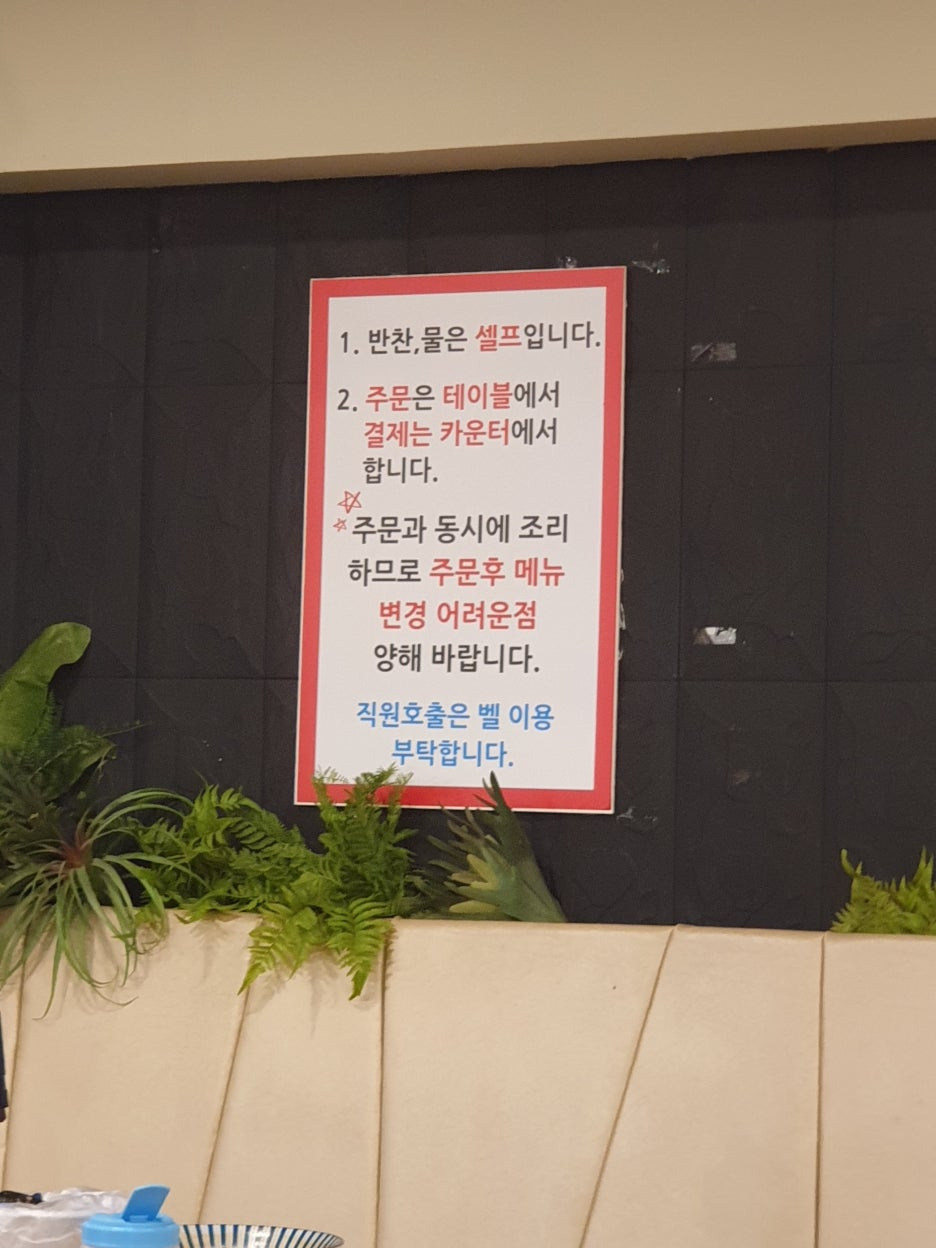 1. 반찬,물은 셀프입니다.
2. 주문은 테이블에서
결제는 카운터에서
합니다.
주문과 동시에 조리
하므로 주문후 메뉴
변경 어려운점
양해 바랍니다.
직원호출은 벨 이용
부탁합니다.